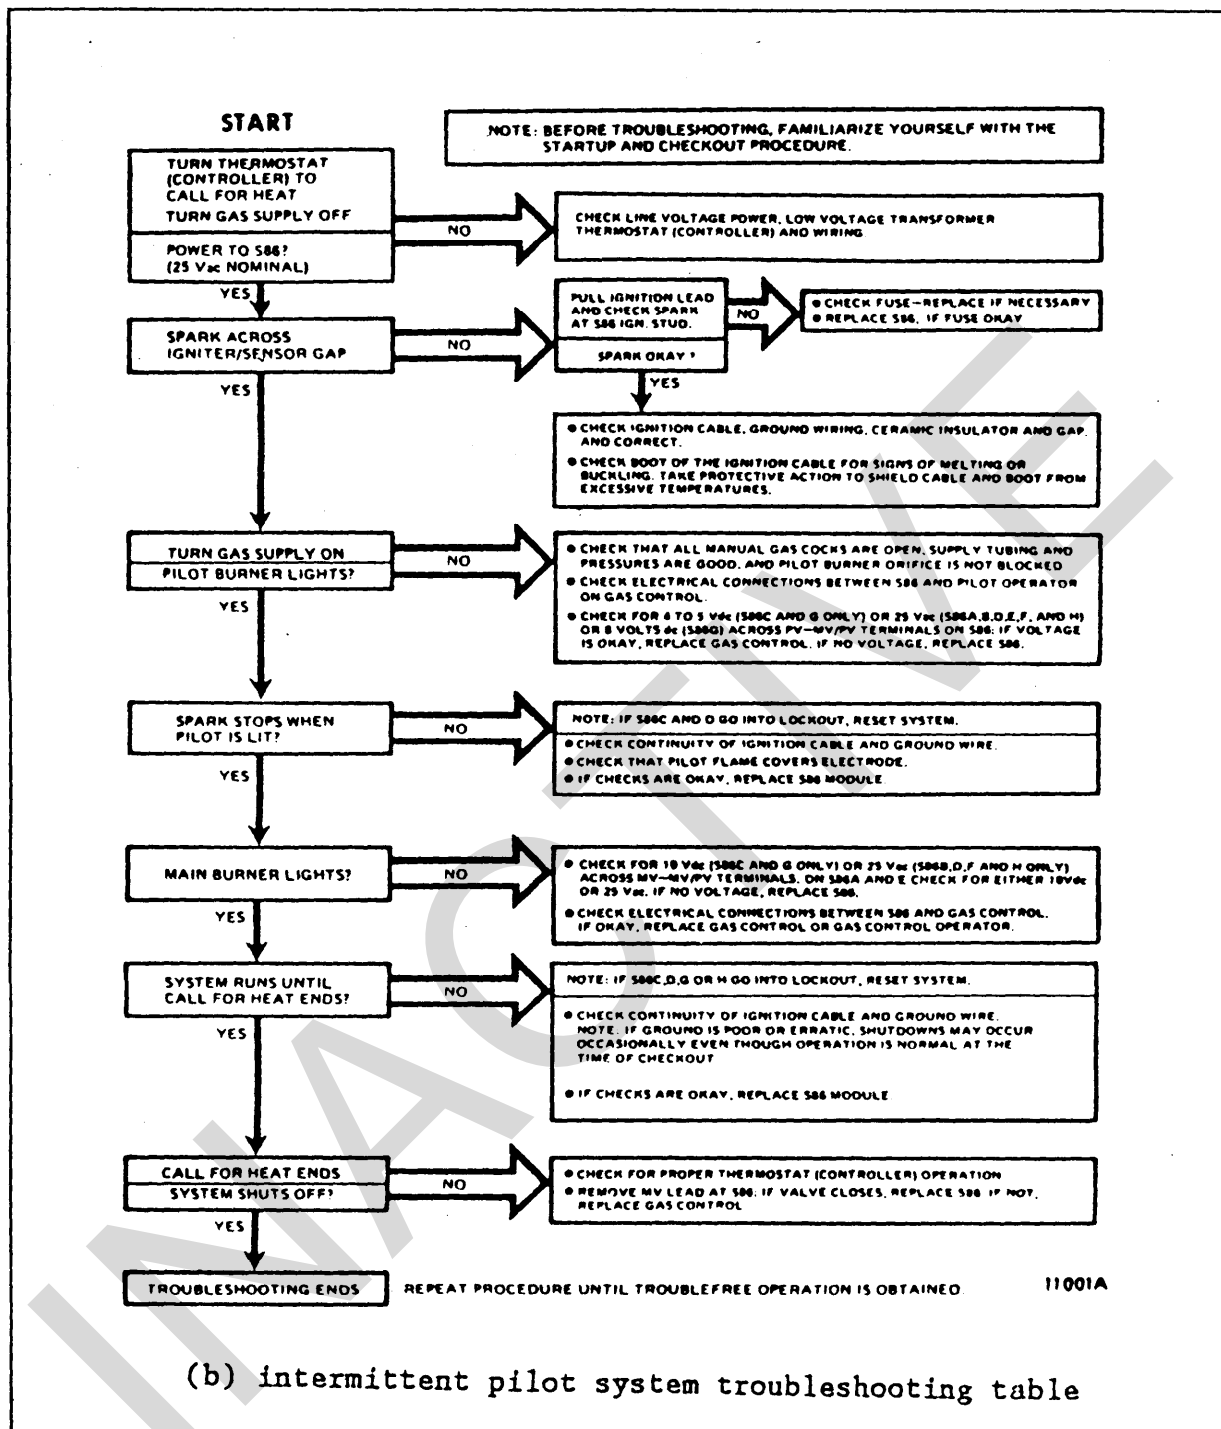 START
NOTE: BEFORE TROUBLESHOOTING, FAMILIARIZE YOURSELF WITH THE
STARTUP AND CHECKOUT PROCEDURE.
TURN THERMOSTAT
(CONTROLLER) TO
CALL FOR HEAT
TURN GAS SUPPLY OFF
POWER TO S86?
(25 Vac NOMINAL)
NO
CHECK LINE VOLTAGE POWER, LOW VOLTAGE TRANSFORMER
THERMOSTAT (CONTROLLER) AND WIRING
YES
SPARK ACROSS
IGNITER/SENSOR GAP
NO
PULL IGNITION LEAD
AND CHECK SPARK
AT S86 IGN. STUD.
SPARK OKAY?
NO
● CHECK FUSE—REPLACE IF NECESSARY
● REPLACE S86, IF FUSE OKAY
YES
● CHECK IGNITION CABLE, GROUND WIRING, CERAMIC INSULATOR AND GAP
AND CORRECT.
● CHECK BOOT OF THE IGNITION CABLE FOR SIGNS OF MELTING OR
BUCKLING. TAKE PROTECTIVE ACTION TO SHIELD CABLE AND BOOT FROM
EXCESSIVE TEMPERATURES.
YES
TURN GAS SUPPLY ON
PILOT BURNER LIGHTS?
NO
● CHECK THAT ALL MANUAL GAS COCKS ARE OPEN, SUPPLY TUBING AND
PRESSURES ARE GOOD, AND PILOT BURNER ORIFICE IS NOT BLOCKED
● CHECK ELECTRICAL CONNECTIONS BETWEEN S86 AND PILOT OPERATOR
ON GAS CONTROL.
● CHECK FOR 4 TO 5 Vdc (S86C AND G ONLY) OR 25 Vac (S86A,B,D,E,F, AND H)
OR 8 VOLTS dc (S86G) ACROSS PV—MV/PV TERMINALS ON S86; IF VOLTAGE
IS OKAY, REPLACE GAS CONTROL, IF NO VOLTAGE, REPLACE S86.
YES
SPARK STOPS WHEN
PILOT IS LIT?
NO
NOTE: IF S86C AND D GO INTO LOCKOUT, RESET SYSTEM.
● CHECK CONTINUITY OF IGNITION CABLE AND GROUND WIRE.
● CHECK THAT PILOT FLAME COVERS ELECTRODE.
● IF CHECKS ARE OKAY, REPLACE S86 MODULE
YES
MAIN BURNER LIGHTS?
NO
● CHECK FOR 10 Vdc (S86C AND G ONLY) OR 25 Vac (S86B,D,F AND H ONLY)
ACROSS MV—MV/PV TERMINALS. ON S86A AND E CHECK FOR EITHER 10Vdc
OR 25 Vac. IF NO VOLTAGE, REPLACE S86.
● CHECK ELECTRICAL CONNECTIONS BETWEEN S86 AND GAS CONTROL.
IF OKAY, REPLACE GAS CONTROL OR GAS CONTROL OPERATOR.
YES
SYSTEM RUNS UNTIL
CALL FOR HEAT ENDS?
NO
NOTE: IF S86C,D,G OR H GO INTO LOCKOUT, RESET SYSTEM.
● CHECK CONTINUITY OF IGNITION CABLE AND GROUND WIRE.
NOTE: IF GROUND IS POOR OR ERRATIC, SHUTDOWNS MAY OCCUR
OCCASIONALLY EVEN THOUGH OPERATION IS NORMAL AT THE
TIME OF CHECKOUT
● IF CHECKS ARE OKAY, REPLACE S86 MODULE
YES
CALL FOR HEAT ENDS
SYSTEM SHUTS OFF?
NO
● CHECK FOR PROPER THERMOSTAT (CONTROLLER) OPERATION
● REMOVE MV LEAD AT S86; IF VALVE CLOSES, REPLACE S86 IF NOT,
REPLACE GAS CONTROL
YES
TROUBLESHOOTING ENDS
REPEAT PROCEDURE UNTIL TROUBLEFREE OPERATION IS OBTAINED.
11001A
(b) intermittent pilot system troubleshooting table
INACTIVE